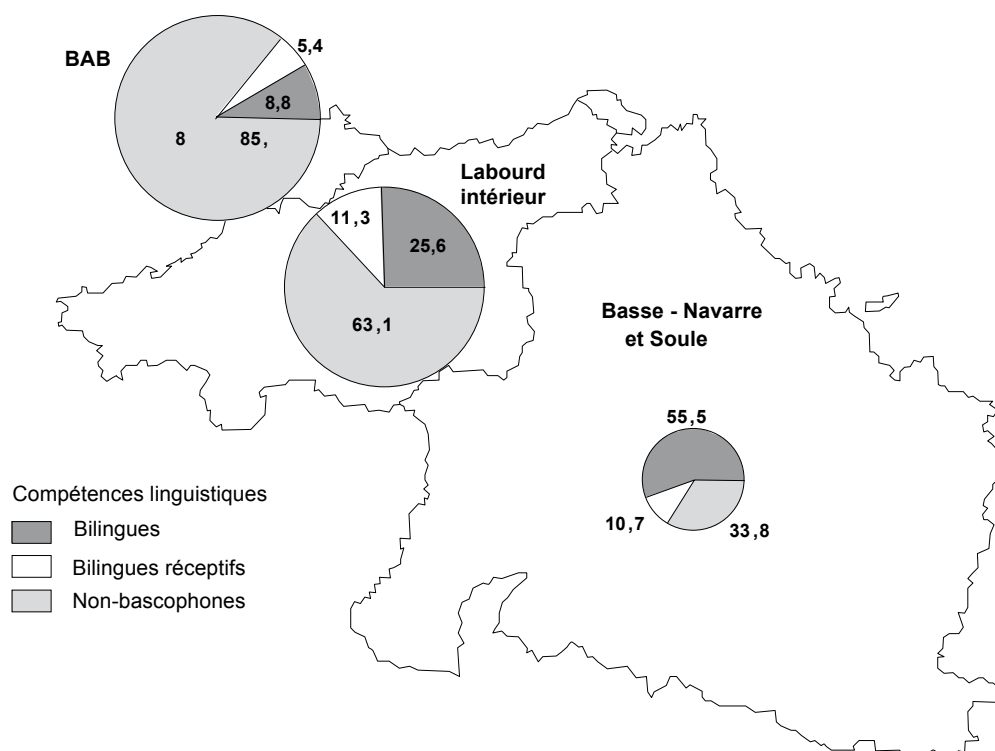 BAB
5,4
8,8
8
85,
Labourd
intérieur
11,3
25,6
63,1
Basse - Navarre
et Soule
55,5
10,7
33,8
Compétences linguistiques
Bilingues
Bilingues réceptifs
Non-bascophones